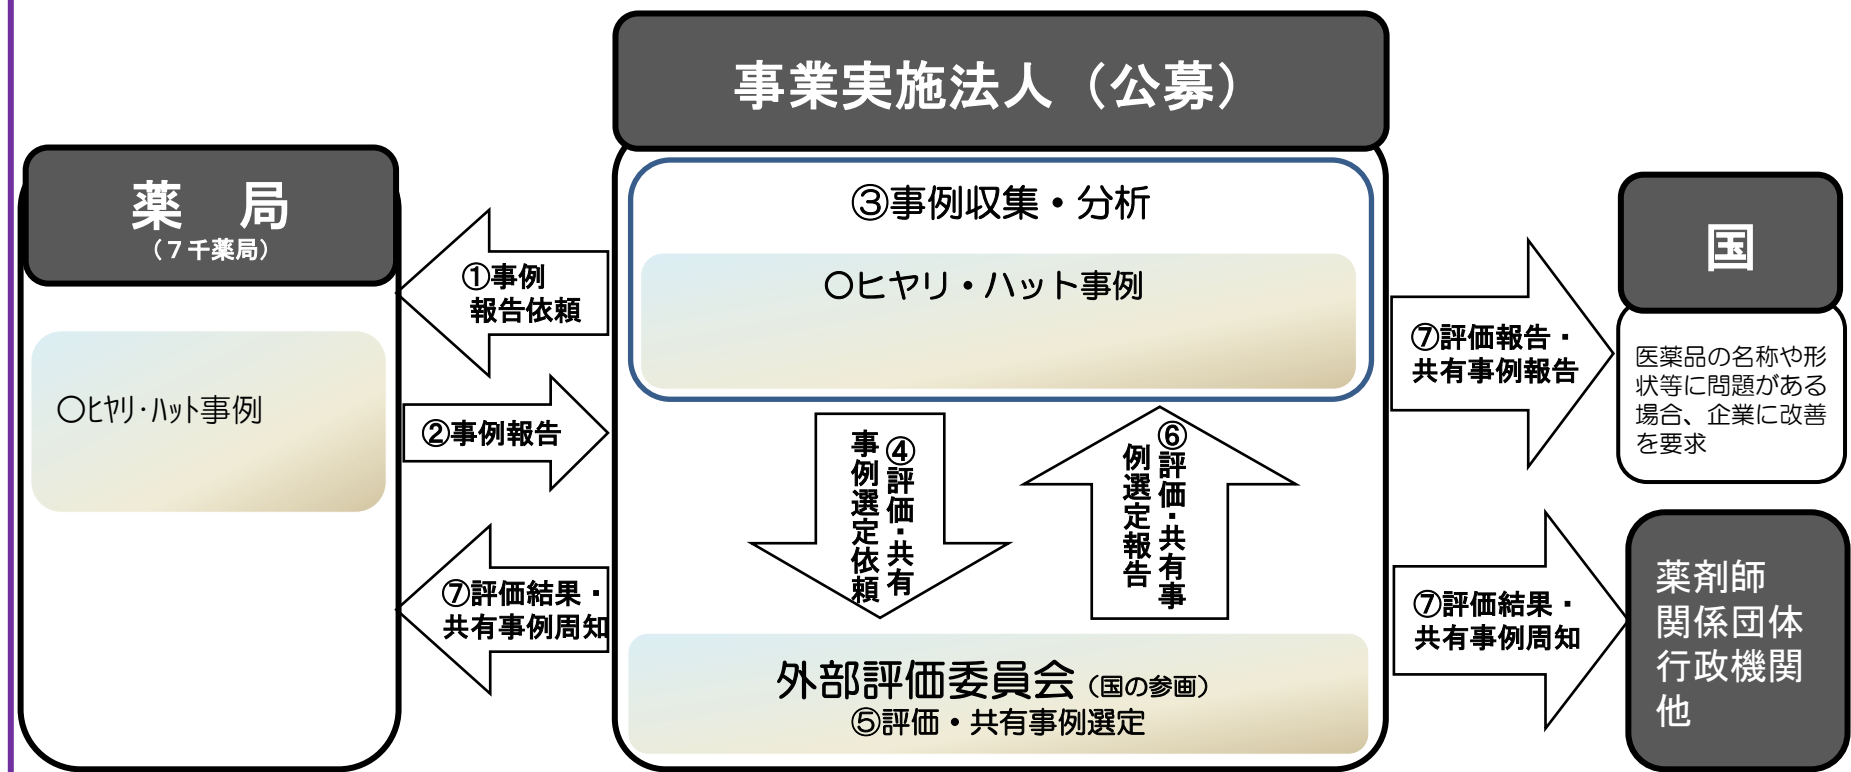 事業実施法人（公募）
薬　局
（７千薬局）
〇ﾋﾔﾘ･ﾊｯﾄ事例
①事例
報告依頼
②事例報告
⑦評価結果・
共有事例周知
③事例収集・分析
〇ヒヤリ・ハット事例
④評価・共有
事例選定依頼
⑥評価・共有事
例選定報告
外部評価委員会（国の参画）
⑤評価・共有事例選定
⑦評価報告・
共有事例報告
国
医薬品の名称や形
状等に問題がある
場合、企業に改善
を要求
⑦評価結果・
共有事例周知
薬剤師
関係団体
行政機関
他